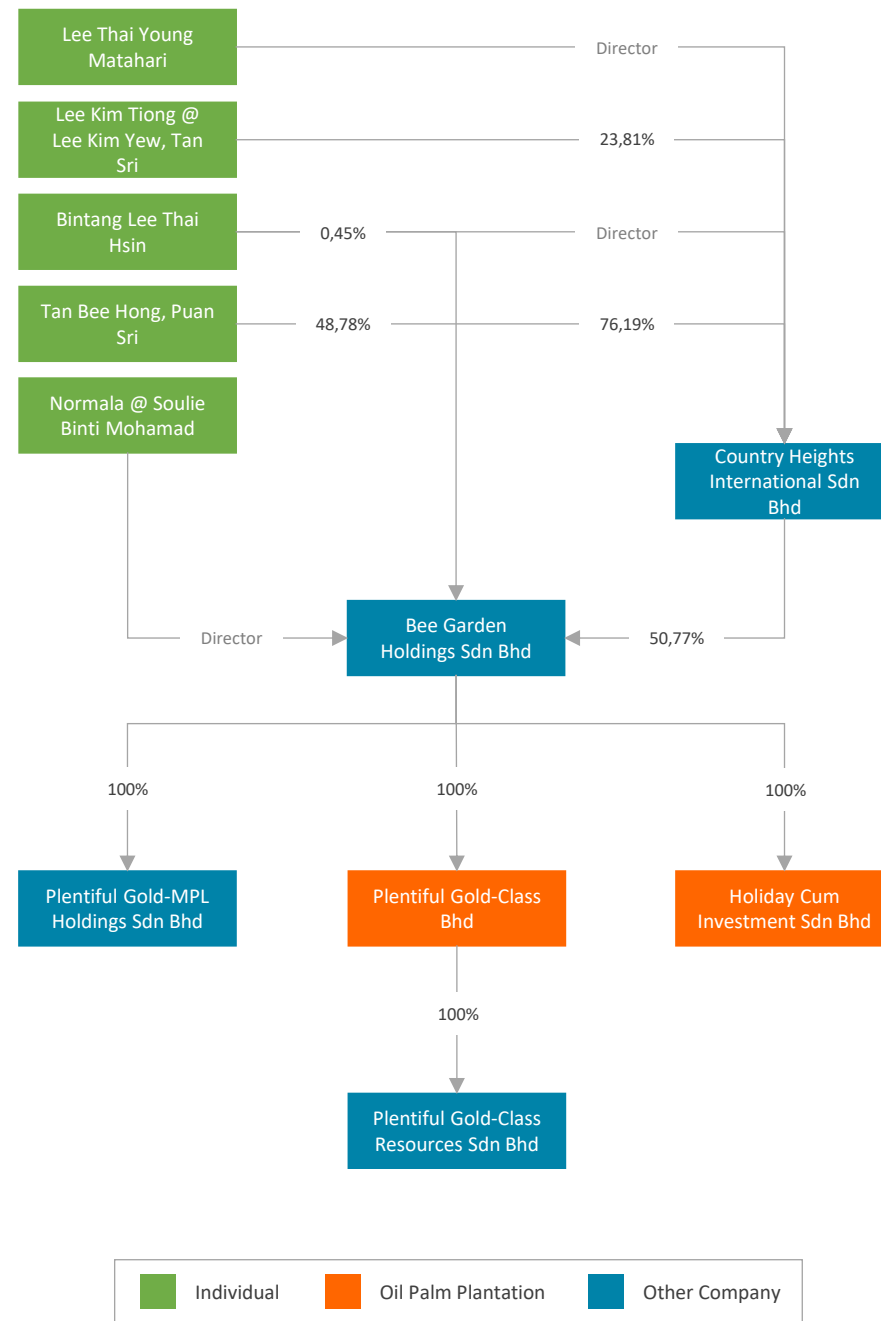 Lee Thai Young
Matahari
Director
Lee Kim Tiong @
Lee Kim Yew, Tan
Sri
23,81%
Bintang Lee Thai
Hsin
0,45%
Director
Tan Bee Hong, Puan
Sri
48,78%
76,19%
Normala @ Soulie
Binti Mohamad
Country Heights
International Sdn
Bhd
Director
Bee Garden
Holdings Sdn Bhd
50,77%
100%
100%
100%
Plentiful Gold-MPL
Holdings Sdn Bhd
Plentiful Gold-Class
Bhd
Holiday Cum
Investment Sdn Bhd
100%
Plentiful Gold-Class
Resources Sdn Bhd
Individual
Oil Palm Plantation
Other Company